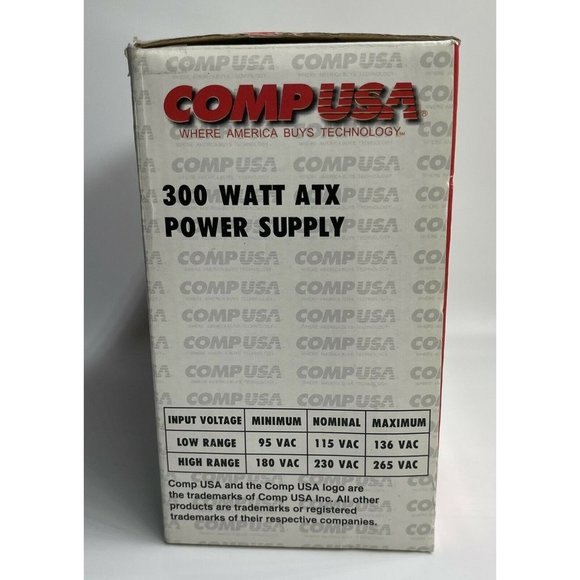 COMPUSA®
WHERE AMERICA BUYS TECHNOLOGY
300 WATT ATX
POWER SUPPLY
INPUT VOLTAGE MINIMUM NOMINAL MAXIMUM
LOW RANGE 95 VAC 115 VAC 136 VAC
HIGH RANGE 180 VAC 230 VAC 265 VAC
Comp USA and the Comp USA logo are
the trademarks of Comp USA Inc. All other
products are trademarks or registered
trademarks of their respective companies.